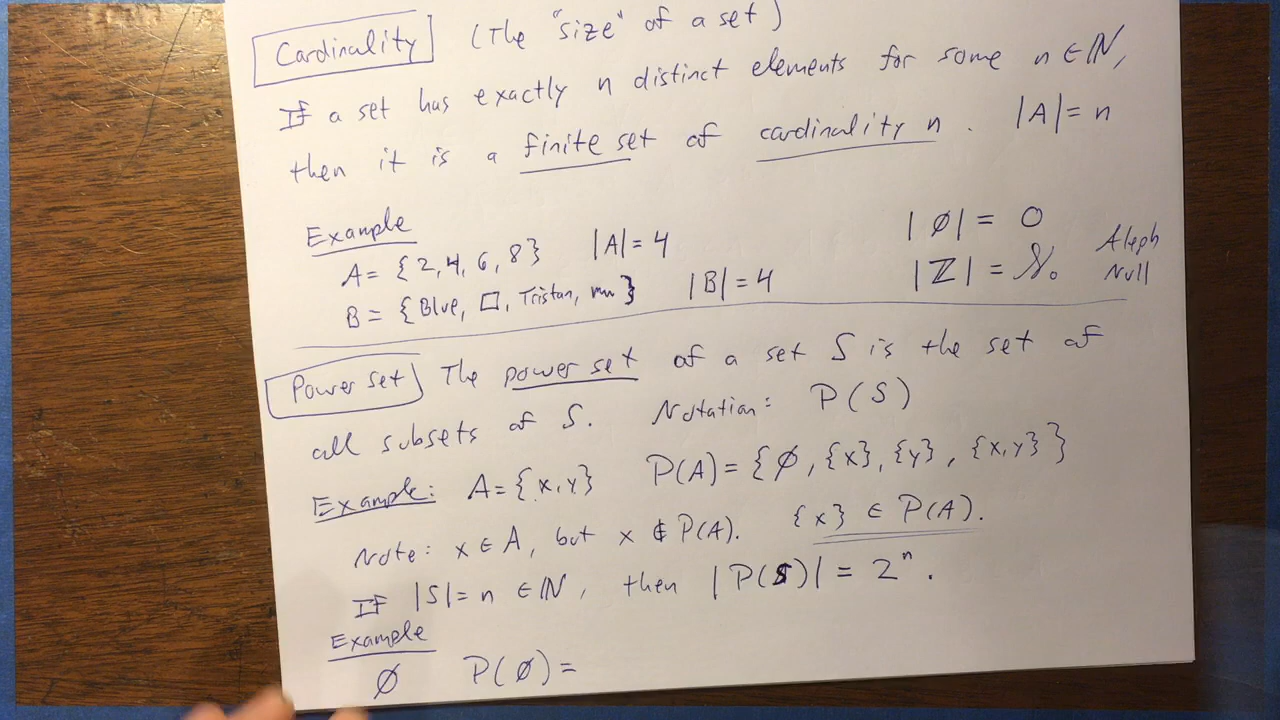 Cardinality (The "size" of a set)
If a set has exactly n distinct elements for some n ∈ ℕ,
then it is a finite set of cardinality n. |A| = n
Example
A = {2, 4, 6, 8} |A| = 4 |∅| = 0
B = {Blue, □, Tristan, } |B| = 4 |ℤ| = ℵ₀ Aleph Null
Power set The power set of a set S is the set of
all subsets of S. Notation: P(S)
Example: A = {x, y} P(A) = {∅, {x}, {y}, {x, y}}
Note: x ∈ A, but x ∉ P(A). {x} ∈ P(A).
If |S| = n ∈ ℕ, then |P(S)| = 2ⁿ.
Example
∅ P(∅) =